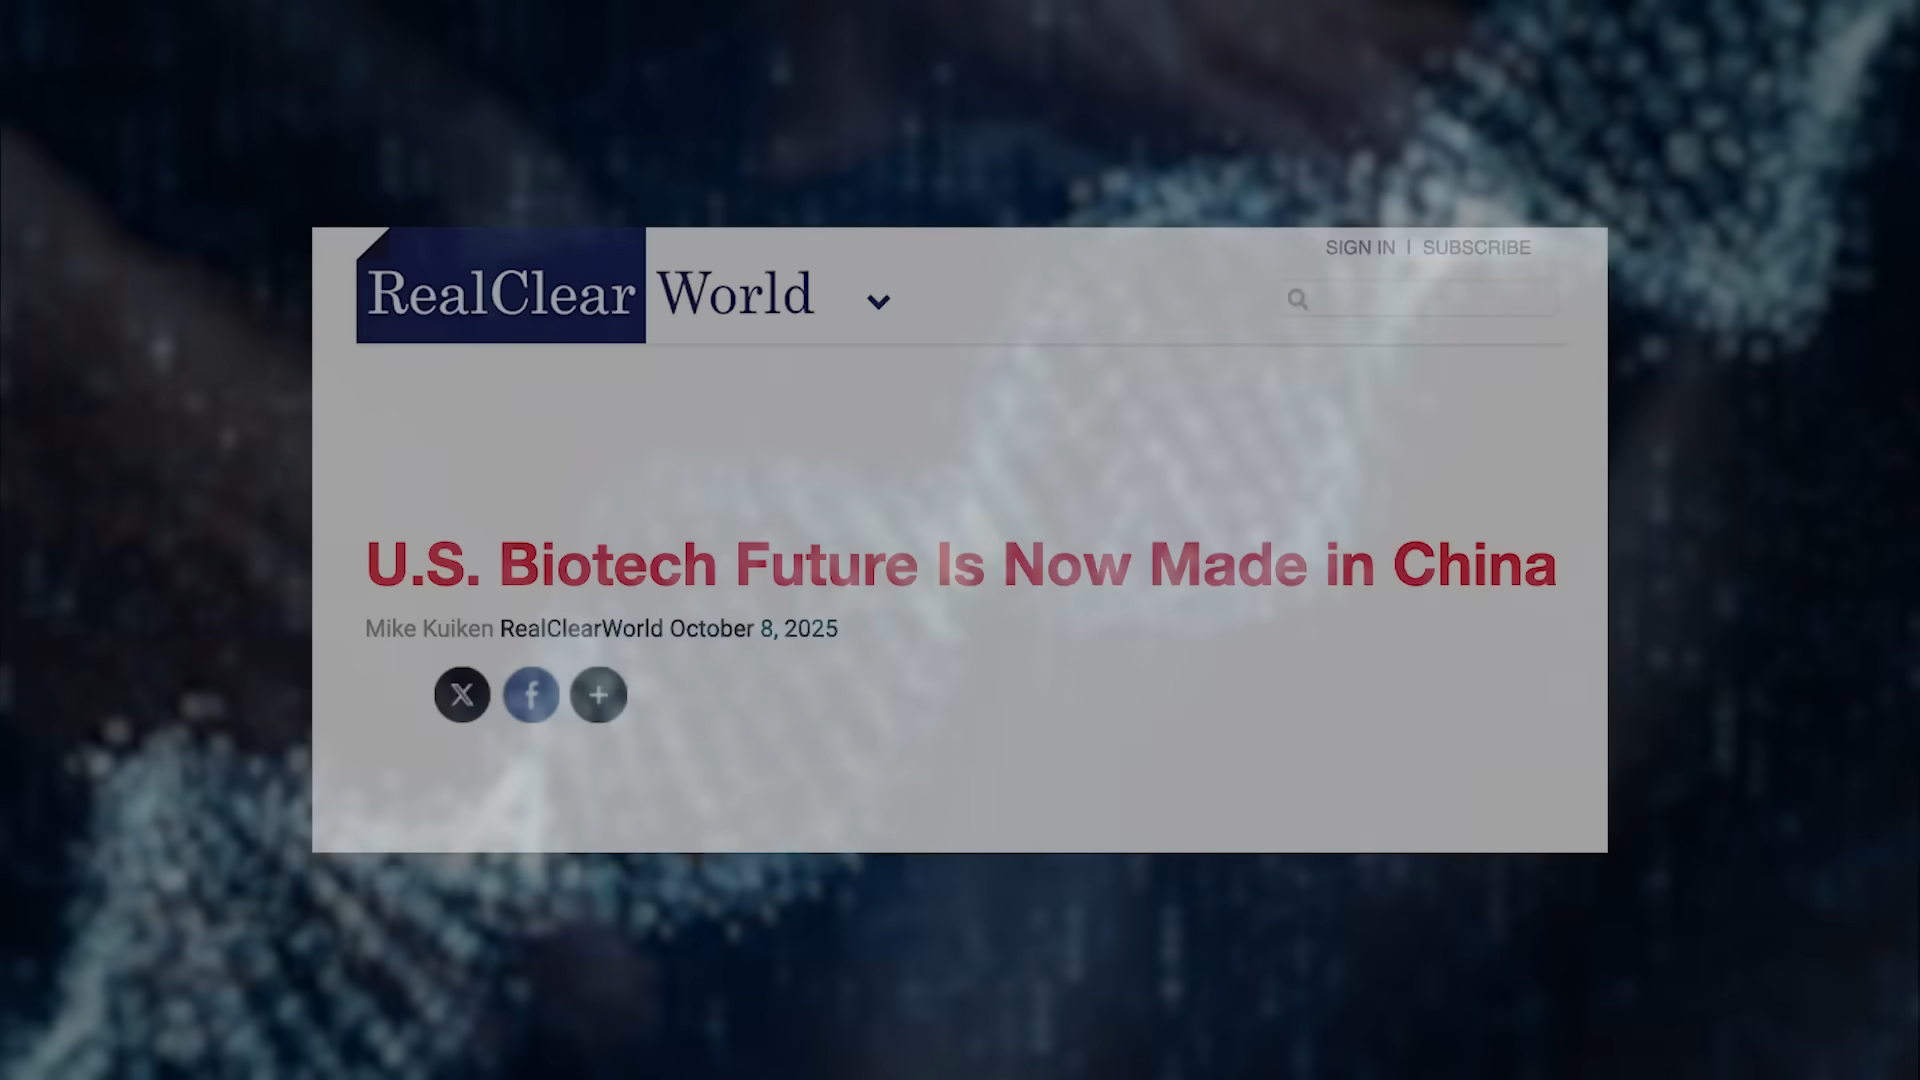 SIGN IN | SUBSCRIBE
RealClear World
U.S. Biotech Future Is Now Made in China
Mike Kuiken RealClearWorld October 8, 2025
X f +